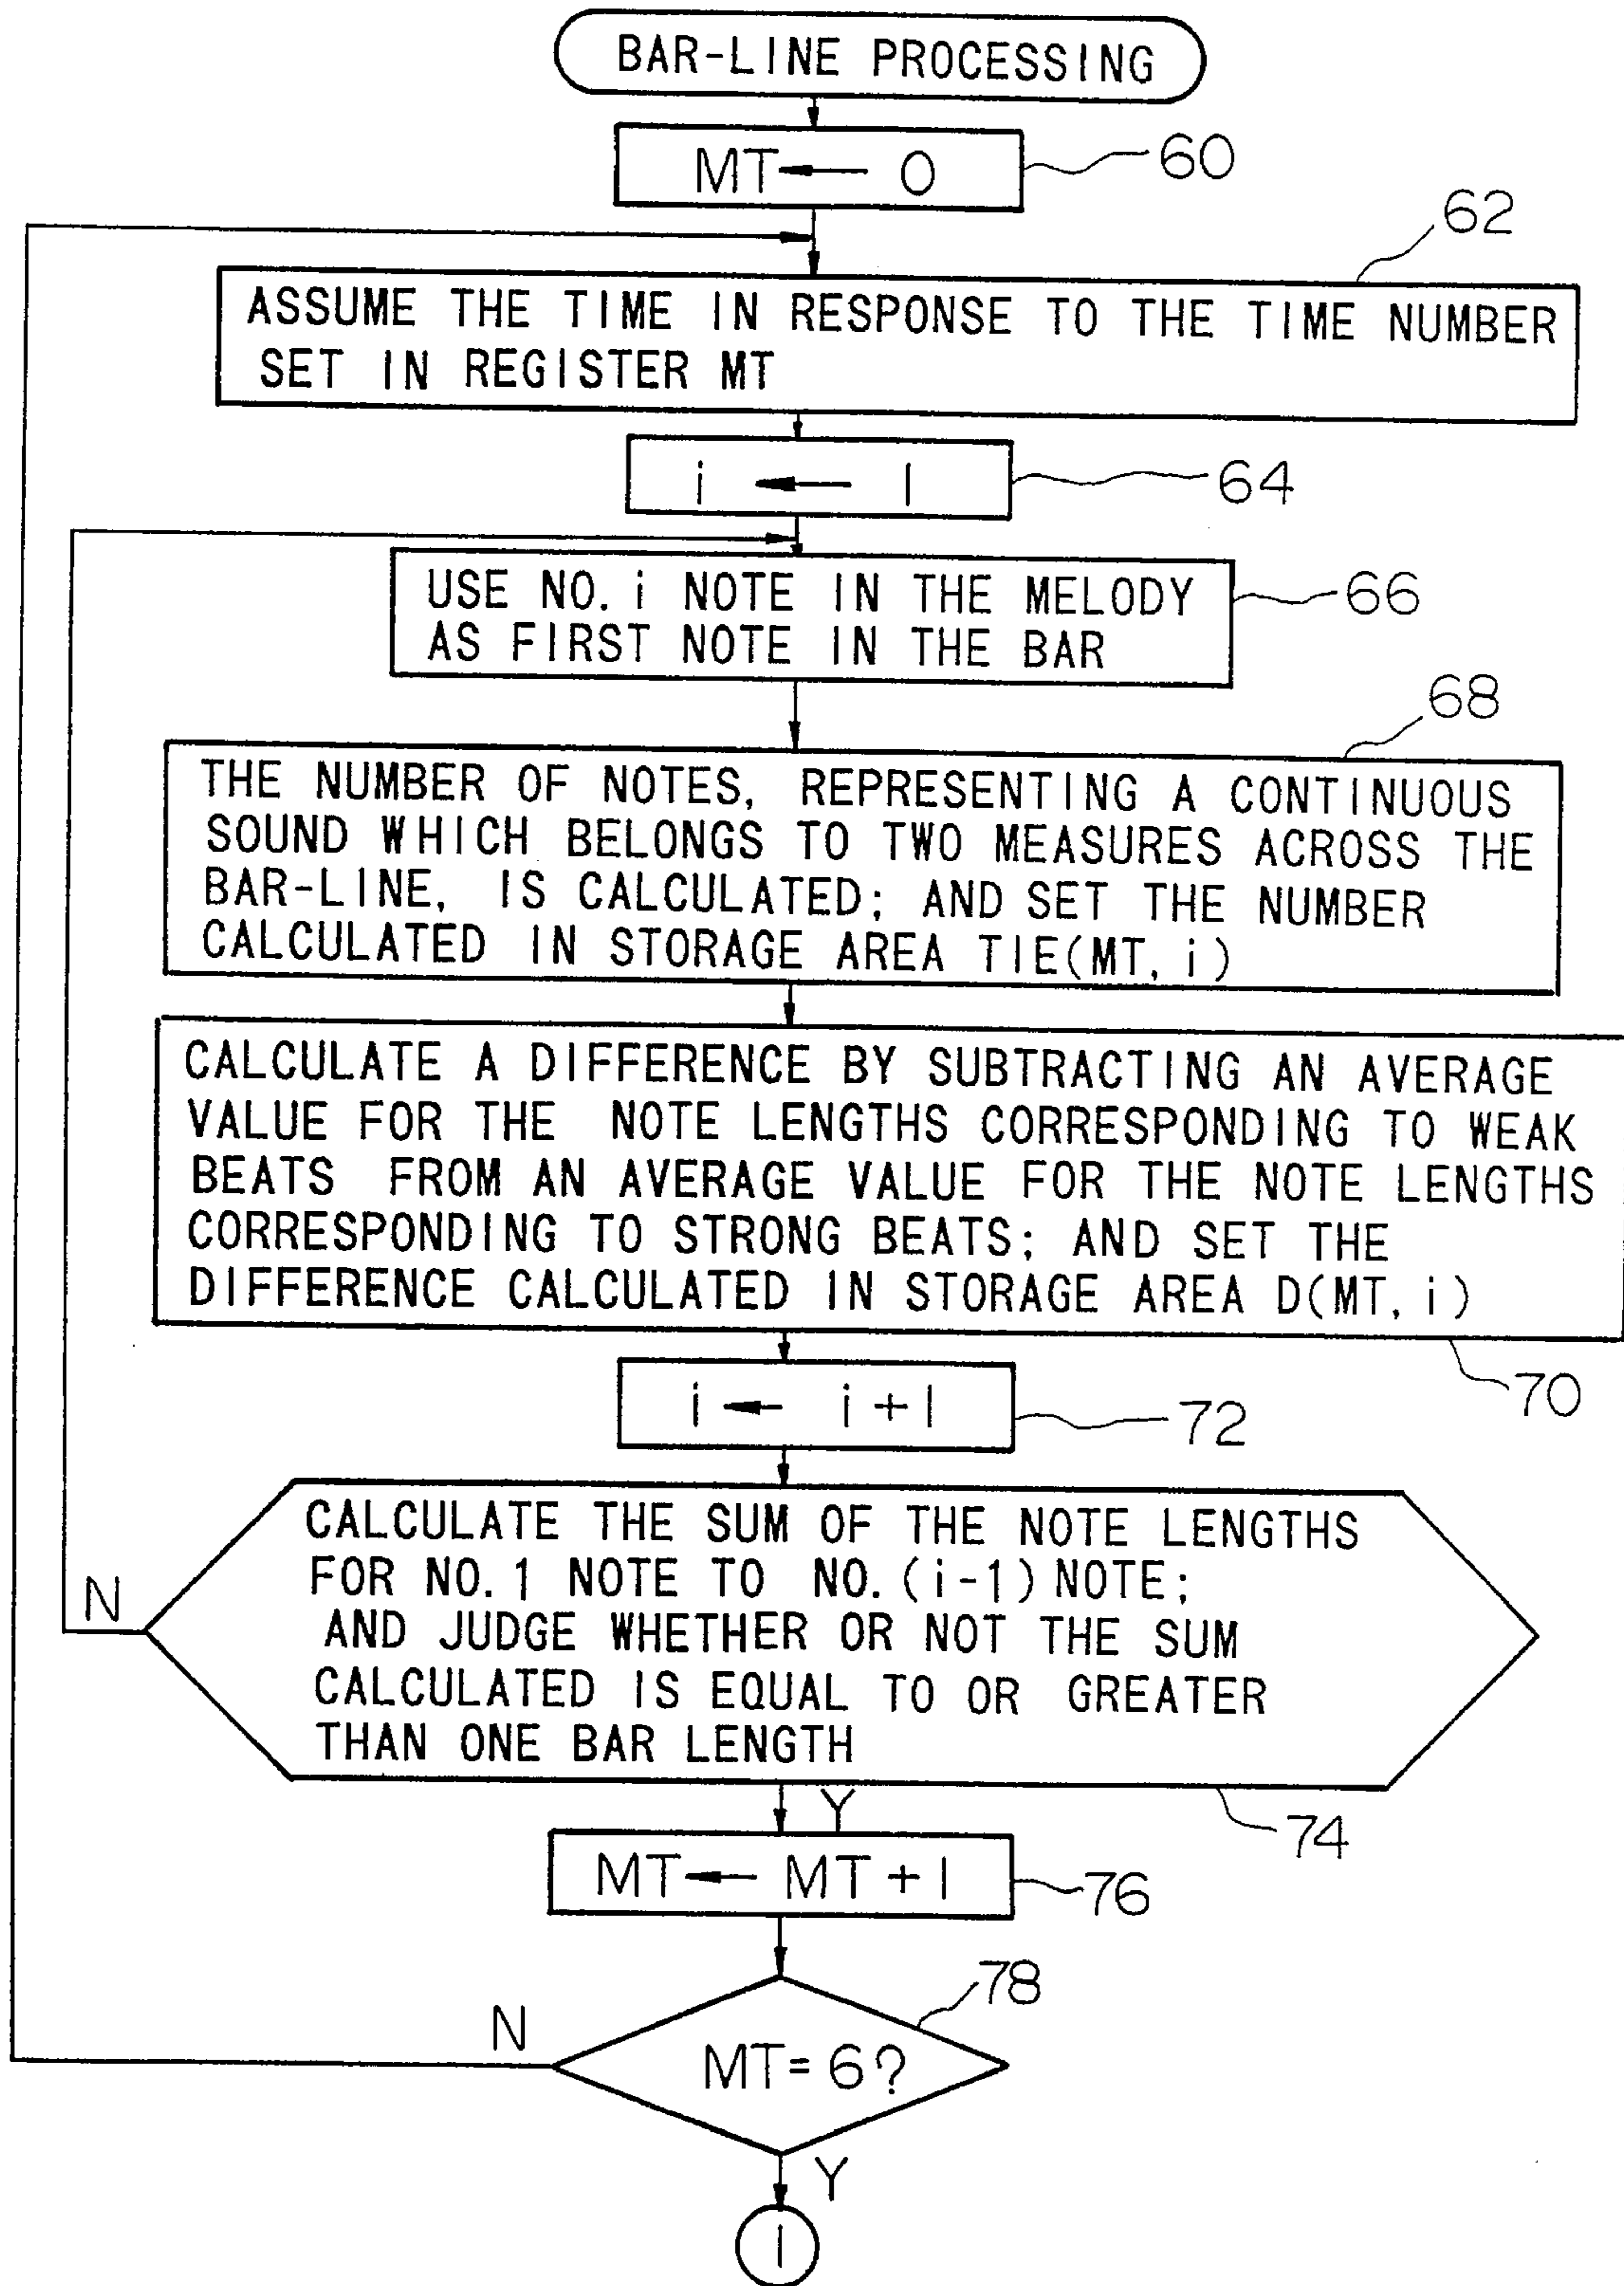 BAR-LINE PROCESSING
MT ← 0
60
62
ASSUME THE TIME IN RESPONSE TO THE TIME NUMBER
SET IN REGISTER MT
i ← 1
64
USE NO. i NOTE IN THE MELODY
AS FIRST NOTE IN THE BAR
66
68
THE NUMBER OF NOTES, REPRESENTING A CONTINUOUS
SOUND WHICH BELONGS TO TWO MEASURES ACROSS THE
BAR-LINE, IS CALCULATED; AND SET THE NUMBER
CALCULATED IN STORAGE AREA TIE(MT, i)
CALCULATE A DIFFERENCE BY SUBTRACTING AN AVERAGE
VALUE FOR THE NOTE LENGTHS CORRESPONDING TO WEAK
BEATS FROM AN AVERAGE VALUE FOR THE NOTE LENGTHS
CORRESPONDING TO STRONG BEATS; AND SET THE
DIFFERENCE CALCULATED IN STORAGE AREA D(MT, i)
70
i ← i+1
72
CALCULATE THE SUM OF THE NOTE LENGTHS
FOR NO. 1 NOTE TO NO. (i-1) NOTE;
AND JUDGE WHETHER OR NOT THE SUM
CALCULATED IS EQUAL TO OR GREATER
THAN ONE BAR LENGTH
N
Y
74
MT ← MT+1
76
78
N
MT=6?
Y
1